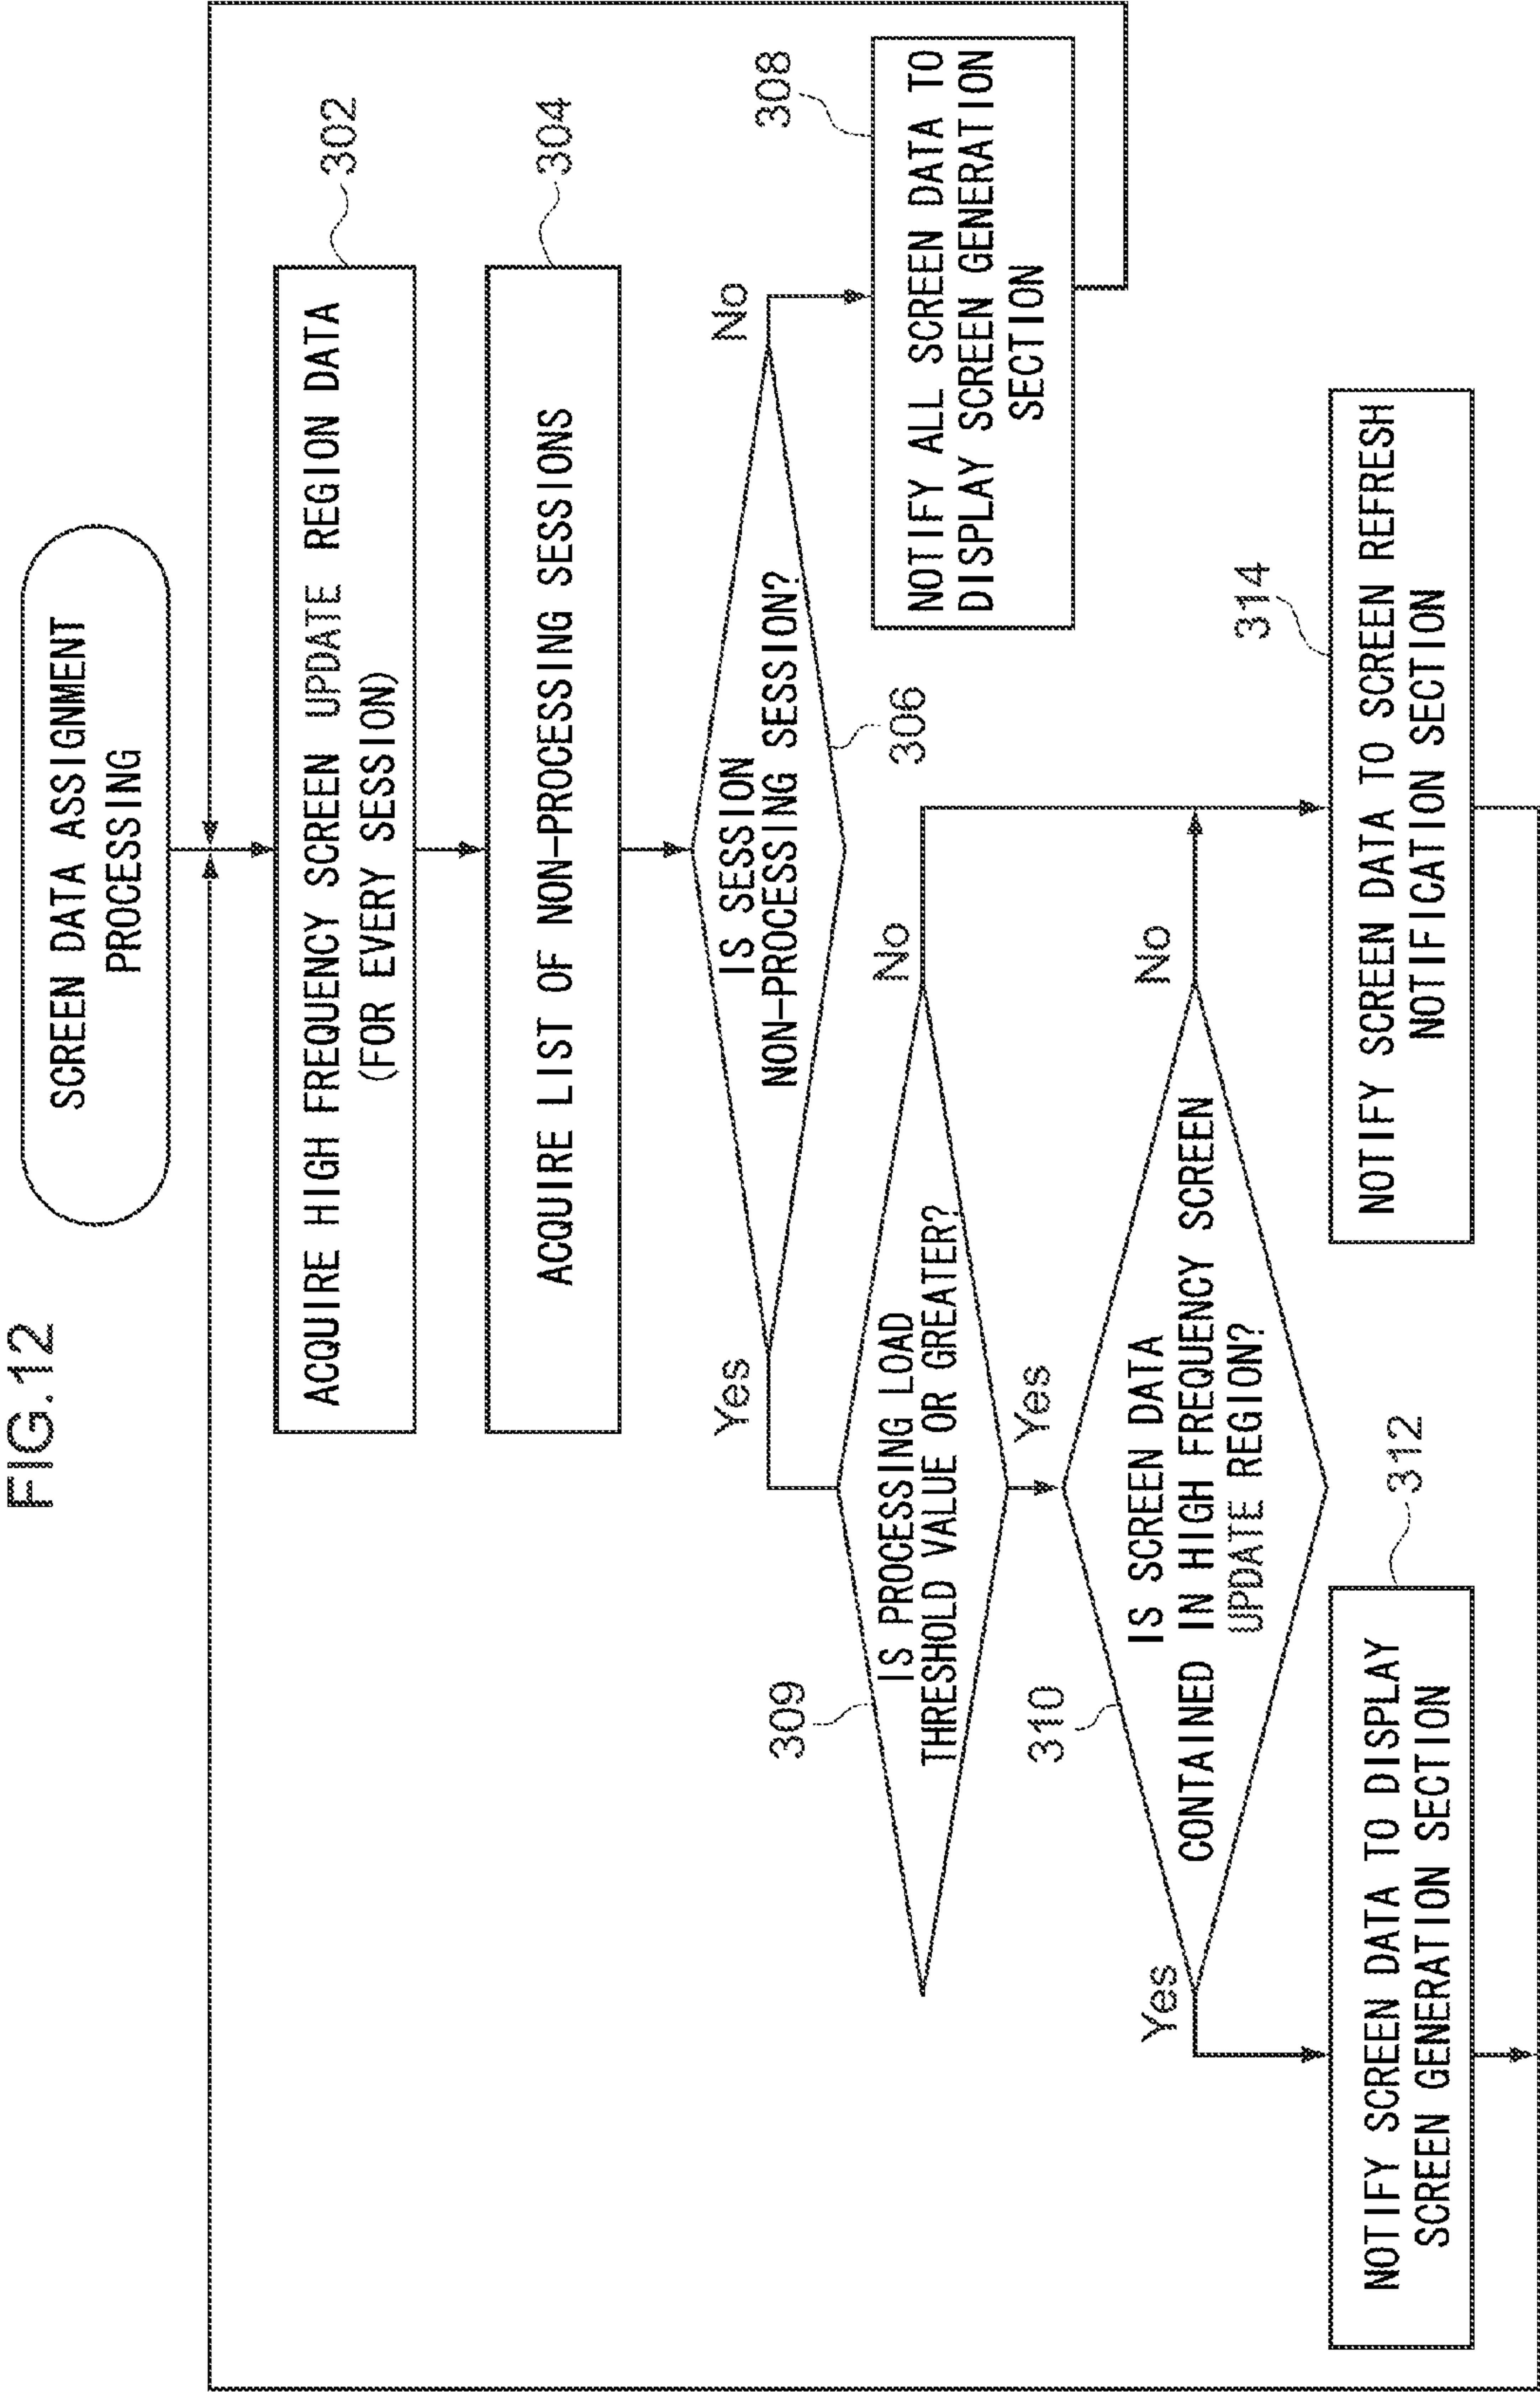 FIG.12
SCREEN DATA ASSIGNMENT
PROCESSING
ACQUIRE HIGH FREQUENCY SCREEN UPDATE REGION DATA
(FOR EVERY SESSION)
302
ACQUIRE LIST OF NON-PROCESSING SESSIONS
304
IS SESSION
NON-PROCESSING SESSION?
306
Yes
No
NOTIFY ALL SCREEN DATA TO
DISPLAY SCREEN GENERATION
SECTION
308
309
IS PROCESSING LOAD
THRESHOLD VALUE OR GREATER?
No
Yes
310
IS SCREEN DATA
CONTAINED IN HIGH FREQUENCY SCREEN
UPDATE REGION?
Yes
No
NOTIFY SCREEN DATA TO DISPLAY
SCREEN GENERATION SECTION
312
NOTIFY SCREEN DATA TO SCREEN REFRESH
NOTIFICATION SECTION
314